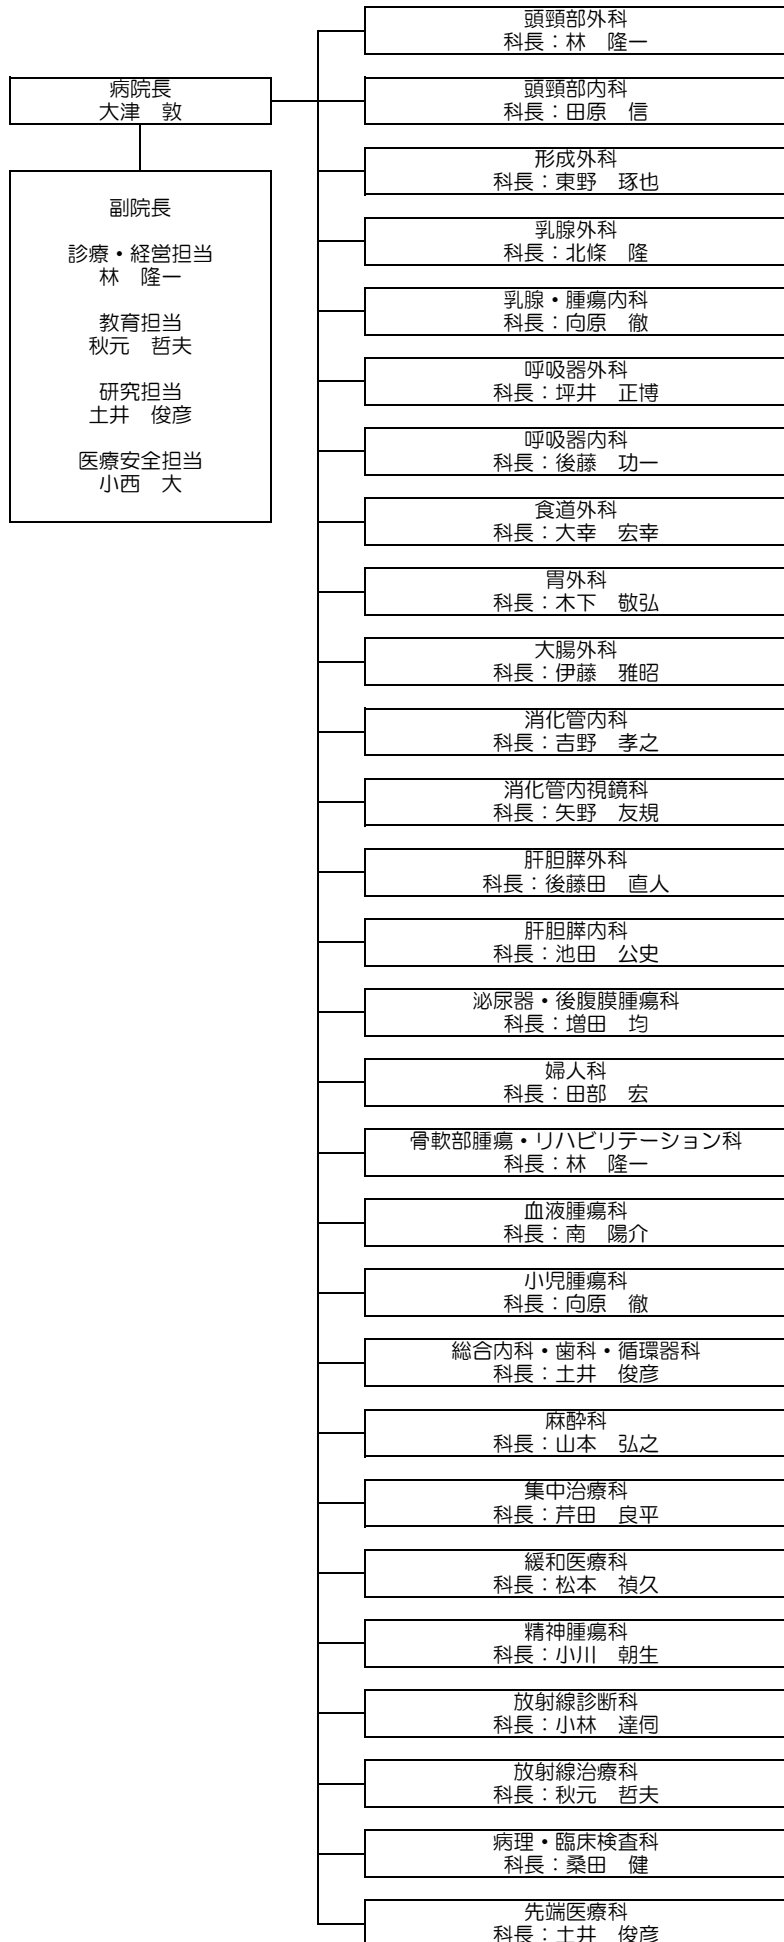 病院長
大津　敦
副院長
診療・経営担当
林　隆一
教育担当
秋元　哲夫
研究担当
土井　俊彦
医療安全担当
小西　大
頭頸部外科
科長：林　隆一
頭頸部内科
科長：田原　信
形成外科
科長：東野　琢也
乳腺外科
科長：北條　隆
乳腺・腫瘍内科
科長：向原　徹
呼吸器外科
科長：坪井　正博
呼吸器内科
科長：後藤　功一
食道外科
科長：大幸　宏幸
胃外科
科長：木下　敬弘
大腸外科
科長：伊藤　雅昭
消化管内科
科長：吉野　孝之
消化管内視鏡科
科長：矢野　友規
肝胆膵外科
科長：後藤田　直人
肝胆膵内科
科長：池田　公史
泌尿器・後腹膜腫瘍科
科長：増田　均
婦人科
科長：田部　宏
骨軟部腫瘍・リハビリテーション科
科長：林　隆一
血液腫瘍科
科長：南　陽介
小児腫瘍科
科長：向原　徹
総合内科・歯科・循環器科
科長：土井　俊彦
麻酔科
科長：山本　弘之
集中治療科
科長：芹田　良平
緩和医療科
科長：松本　禎久
精神腫瘍科
科長：小川　朝生
放射線診断科
科長：小林　達伺
放射線治療科
科長：秋元　哲夫
病理・臨床検査科
科長：桑田　健
先端医療科
科長：土井　俊彦